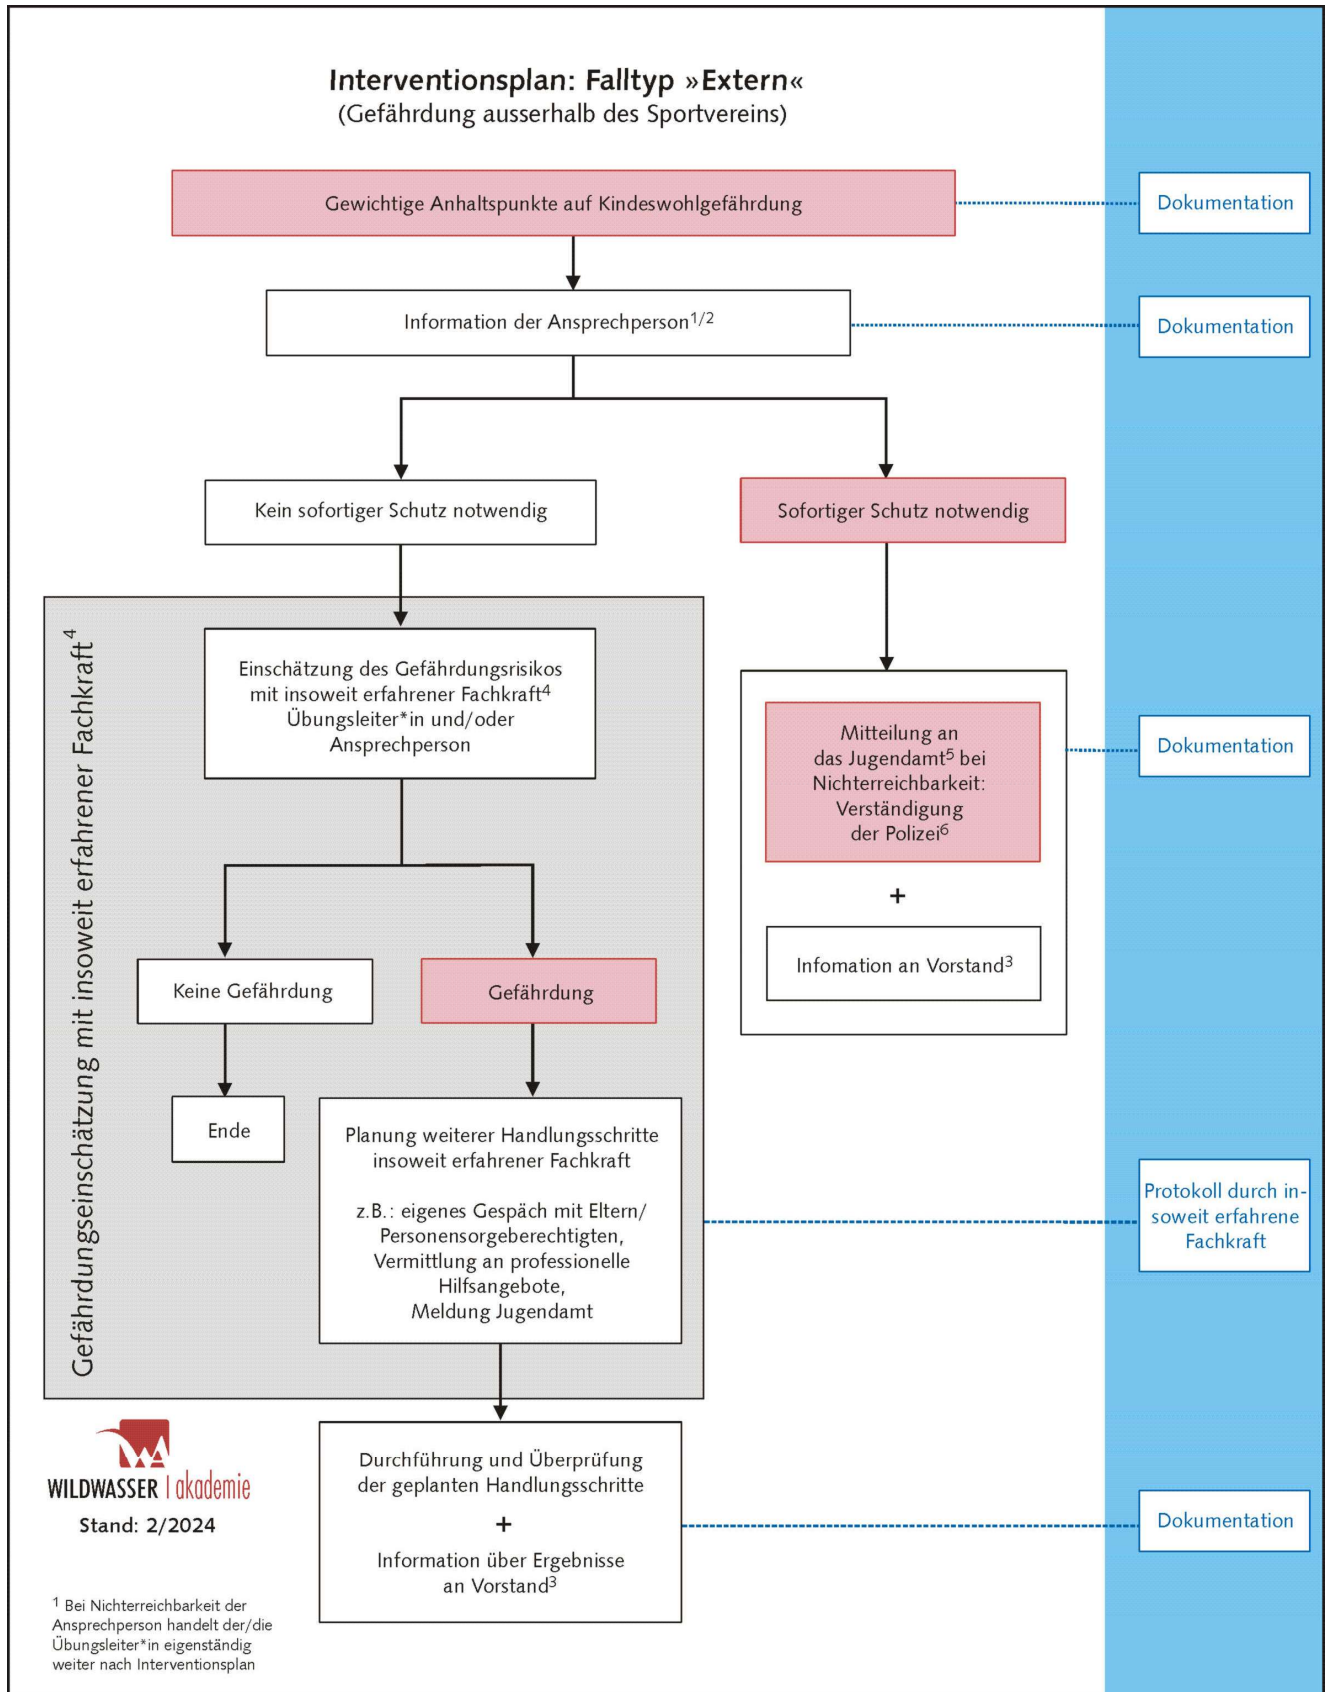 Interventionsplan: Falltyp »Extern«
(Gefährdung ausserhalb des Sportvereins)
Gewichtige Anhaltspunkte auf Kindeswohlgefährdung
Dokumentation
Information der Ansprechperson¹/²
Dokumentation
Kein sofortiger Schutz notwendig
Sofortiger Schutz notwendig
Gefährdungseinschätzung mit insoweit erfahrener Fachkraft⁴
Einschätzung des Gefährdungsrisikos
mit insoweit erfahrener Fachkraft⁴
Übungsleiter*in und/oder
Ansprechperson
Mitteilung an
das Jugendamt⁵ bei
Nichterreichbarkeit:
Verständigung
der Polizei⁶
+
Infomation an Vorstand³
Dokumentation
Keine Gefährdung
Gefährdung
Ende
Planung weiterer Handlungsschritte
insoweit erfahrener Fachkraft
z.B.: eigenes Gespäch mit Eltern/
Personensorgeberechtigten,
Vermittlung an professionelle
Hilfsangebote,
Meldung Jugendamt
Protokoll durch in-
soweit erfahrene
Fachkraft
Durchführung und Überprüfung
der geplanten Handlungsschritte
+
Information über Ergebnisse
an Vorstand³
Dokumentation
WA
WILDWASSER | akademie
Stand: 2/2024
¹ Bei Nichterreichbarkeit der
Ansprechperson handelt der/die
Übungsleiter*in eigenständig
weiter nach Interventionsplan